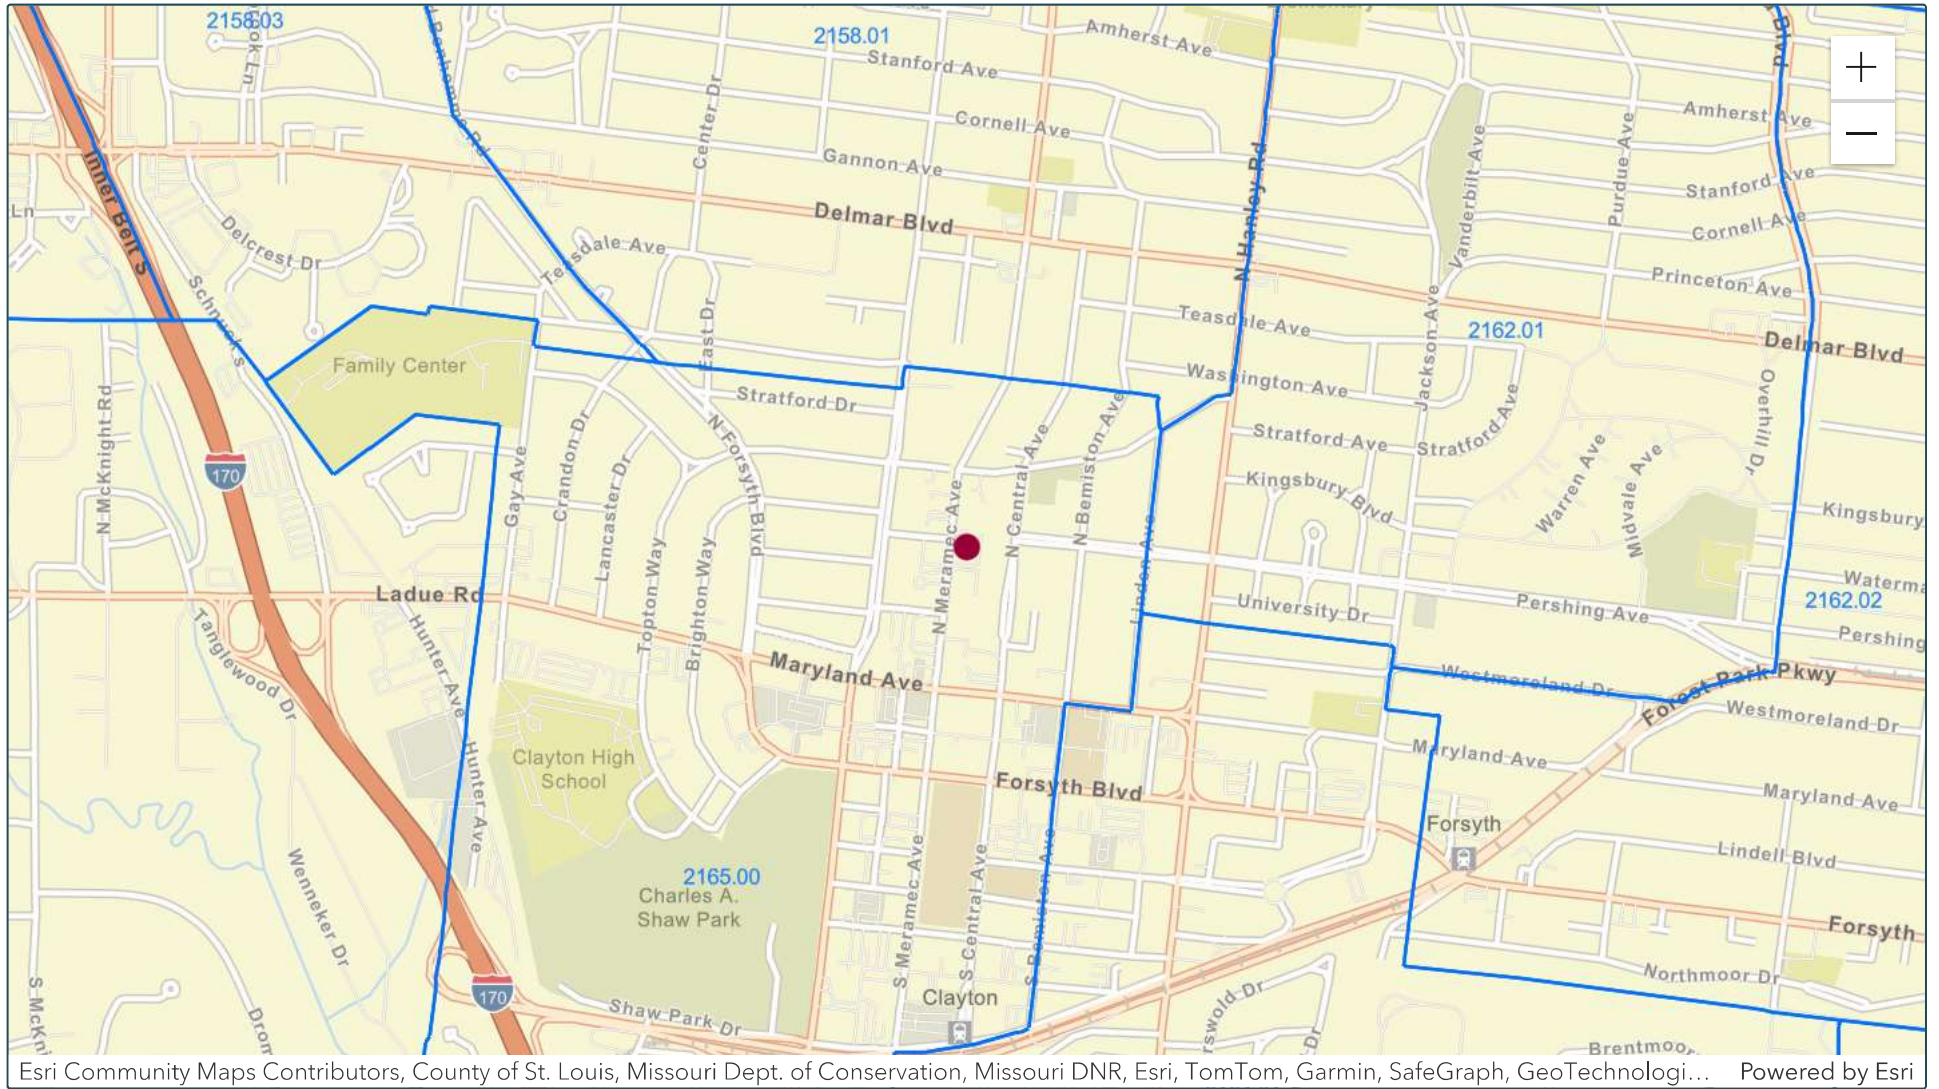 2158.03
2158.01
Amherst Ave
Stanford Ave
Center Dr
Cornell Ave
Gannon Ave
N Hanley Rd
Vanderbilt Ave
Purdue Ave
Amherst Ave
Stanford Ave
Cornell Ave
Princeton Ave
+
−
Inner Belt S
Ln
Delcrest Dr
Schnuck's
Teasdale Ave
Delmar Blvd
East Dr
Teasdale Ave
2162.01
Delmar Blvd
Jackson Ave
Washington Ave
Overhill Dr
Family Center
Stratford Dr
N Forsyth Blvd
Stratford Ave
Stratford Ave
Kingsbury Blvd
Warren Ave
Midvale Ave
Kingsbury
N McKnight Rd
170
Gay Ave
Crandon Dr
Lancaster Dr
Topton Way
Brighton Way
N Meramec Ave
N Central Ave
N Bemiston Ave
Linden Ave
Ladue Rd
University Dr
Pershing Ave
Waterma
2162.02
Pershing
Tanglewood Dr
Hunter Ave
Maryland Ave
Westmoreland Dr
Forest Park Pkwy
Westmoreland Dr
Maryland Ave
Maryland Ave
Clayton High
School
Hunter Ave
Forsyth Blvd
Forsyth
Lindell Blvd
2165.00
Charles A.
Shaw Park
S Meramec Ave
S Central Ave
S Bemiston Ave
Wenneker Dr
Forsyth
Northmoor Dr
170
Clayton
Shaw Park Dr
S McKni
Drom
rswold Dr
Dr
Brentmoor
Esri Community Maps Contributors, County of St. Louis, Missouri Dept. of Conservation, Missouri DNR, Esri, TomTom, Garmin, SafeGraph, GeoTechnologi...
Powered by Esri